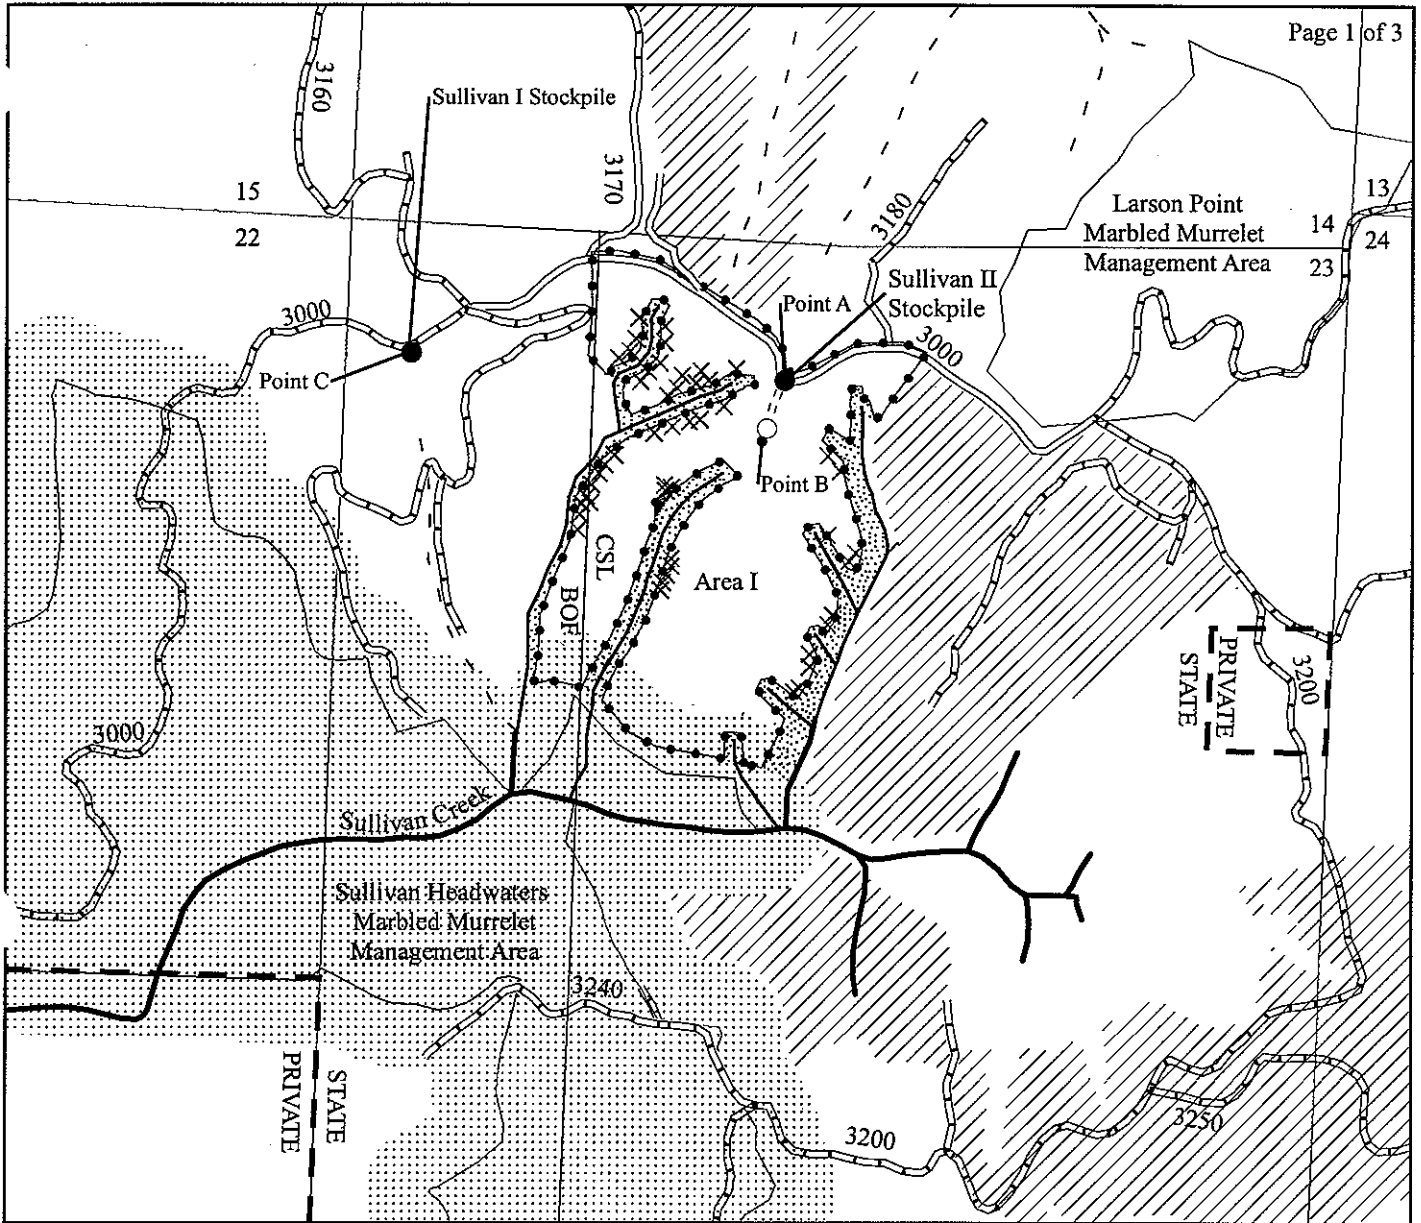 Page 1 of 3
3160
Sullivan I Stockpile
3170
15
22
3180
Larson Point
Marbled Murrelet
Management Area
13
14
24
23
3000
Point A
Sullivan II
Stockpile
3000
Point C
Point B
CSL
BOF
Area I
PRIVATE
STATE
3200
3000
Sullivan Creek
Sullivan Headwaters
Marbled Murrelet
Management Area
3240
STATE
PRIVATE
3200
3250